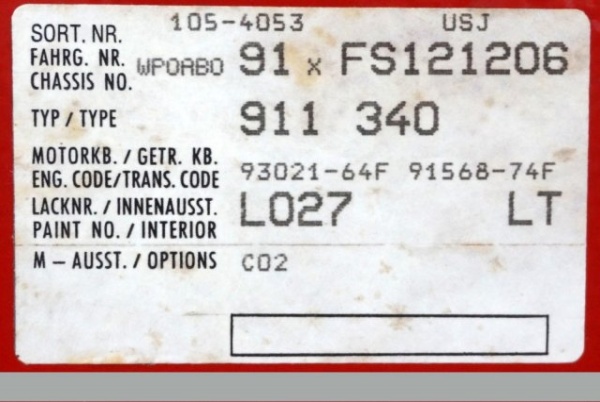 SORT. NR. 105-4053 USJ
FAHRG. NR.
CHASSIS NO. WPOAB0 91 x FS121206
TYP / TYPE 911 340
MOTORKB. / GETR. KB.
ENG. CODE/TRANS. CODE 93021-64F 91568-74F
LACKNR. / INNENAUSST. L027 LT
PAINT NO. / INTERIOR
M – AUSST. / OPTIONS C02